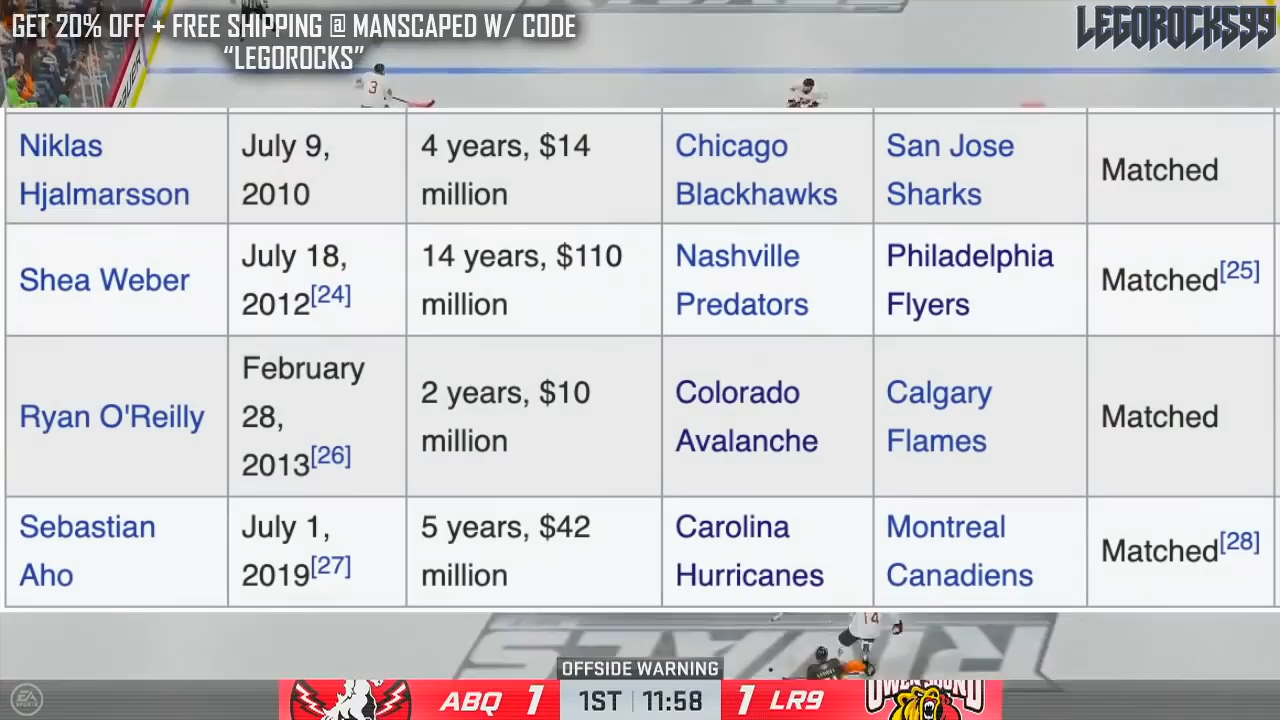 GET 20% OFF + FREE SHIPPING @ MANSCAPED W/ CODE
"LEGOROCKS"
LEGOROCKS99
3
Niklas
Hjalmarsson
July 9,
2010
4 years, $14
million
Chicago
Blackhawks
San Jose
Sharks
Matched
Shea Weber
July 18,
2012[24]
14 years, $110
million
Nashville
Predators
Philadelphia
Flyers
Matched[25]
Ryan O'Reilly
February
28,
2013[26]
2 years, $10
million
Colorado
Avalanche
Calgary
Flames
Matched
Sebastian
Aho
July 1,
2019[27]
5 years, $42
million
Carolina
Hurricanes
Montreal
Canadiens
Matched[28]
14
OFFSIDE WARNING
ABQ 1 1ST 11:58 1 LR9
EA
SPORTS